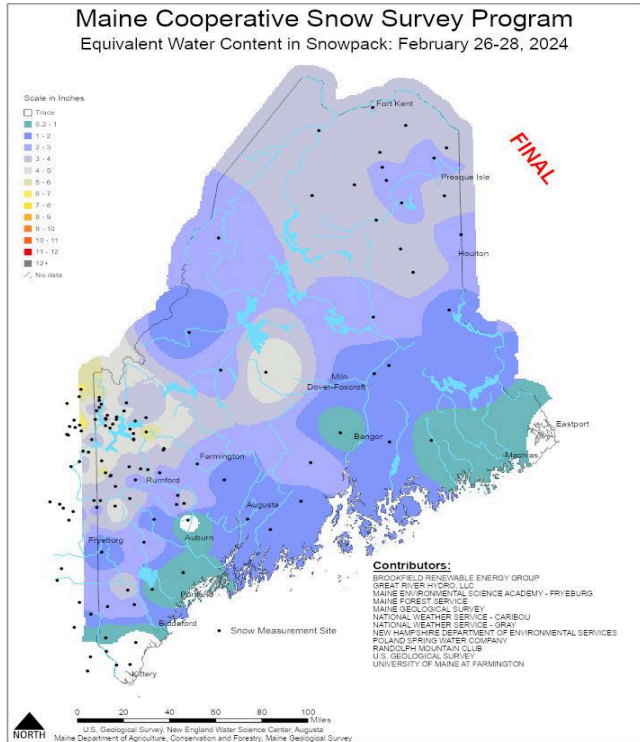 Maine Cooperative Snow Survey Program
Equivalent Water Content in Snowpack: February 26-28, 2024
Scale in Inches
Trace
0.2 - 1
1 - 2
2 - 3
3 - 4
4 - 5
5 - 6
6 - 7
7 - 8
8 - 9
9 - 10
10 - 11
11 - 12
12+
No data
FINAL
Fort Kent
Presque Isle
Houlton
Milo
Dover-Foxcroft
Bangor
Eastport
Machias
Farmington
Rumford
Augusta
Auburn
Fryeburg
Portland
Biddeford
Kittery
Snow Measurement Site
Contributors:
BROOKFIELD RENEWABLE ENERGY GROUP
GREAT RIVER HYDRO, LLC
MAINE ENVIRONMENTAL SCIENCE ACADEMY - FRYEBURG
MAINE FOREST SERVICE
MAINE GEOLOGICAL SURVEY
NATIONAL WEATHER SERVICE - CARIBOU
NATIONAL WEATHER SERVICE - GRAY
NEW HAMPSHIRE DEPARTMENT OF ENVIRONMENTAL SERVICES
POLAND SPRING WATER COMPANY
RANDOLPH MOUNTAIN CLUB
U.S. GEOLOGICAL SURVEY
UNIVERSITY OF MAINE AT FARMINGTON
0 20 40 60 80 100
Miles
NORTH
U.S. Geological Survey, New England Water Science Center, Augusta
Maine Department of Agriculture, Conservation and Forestry, Maine Geological Survey